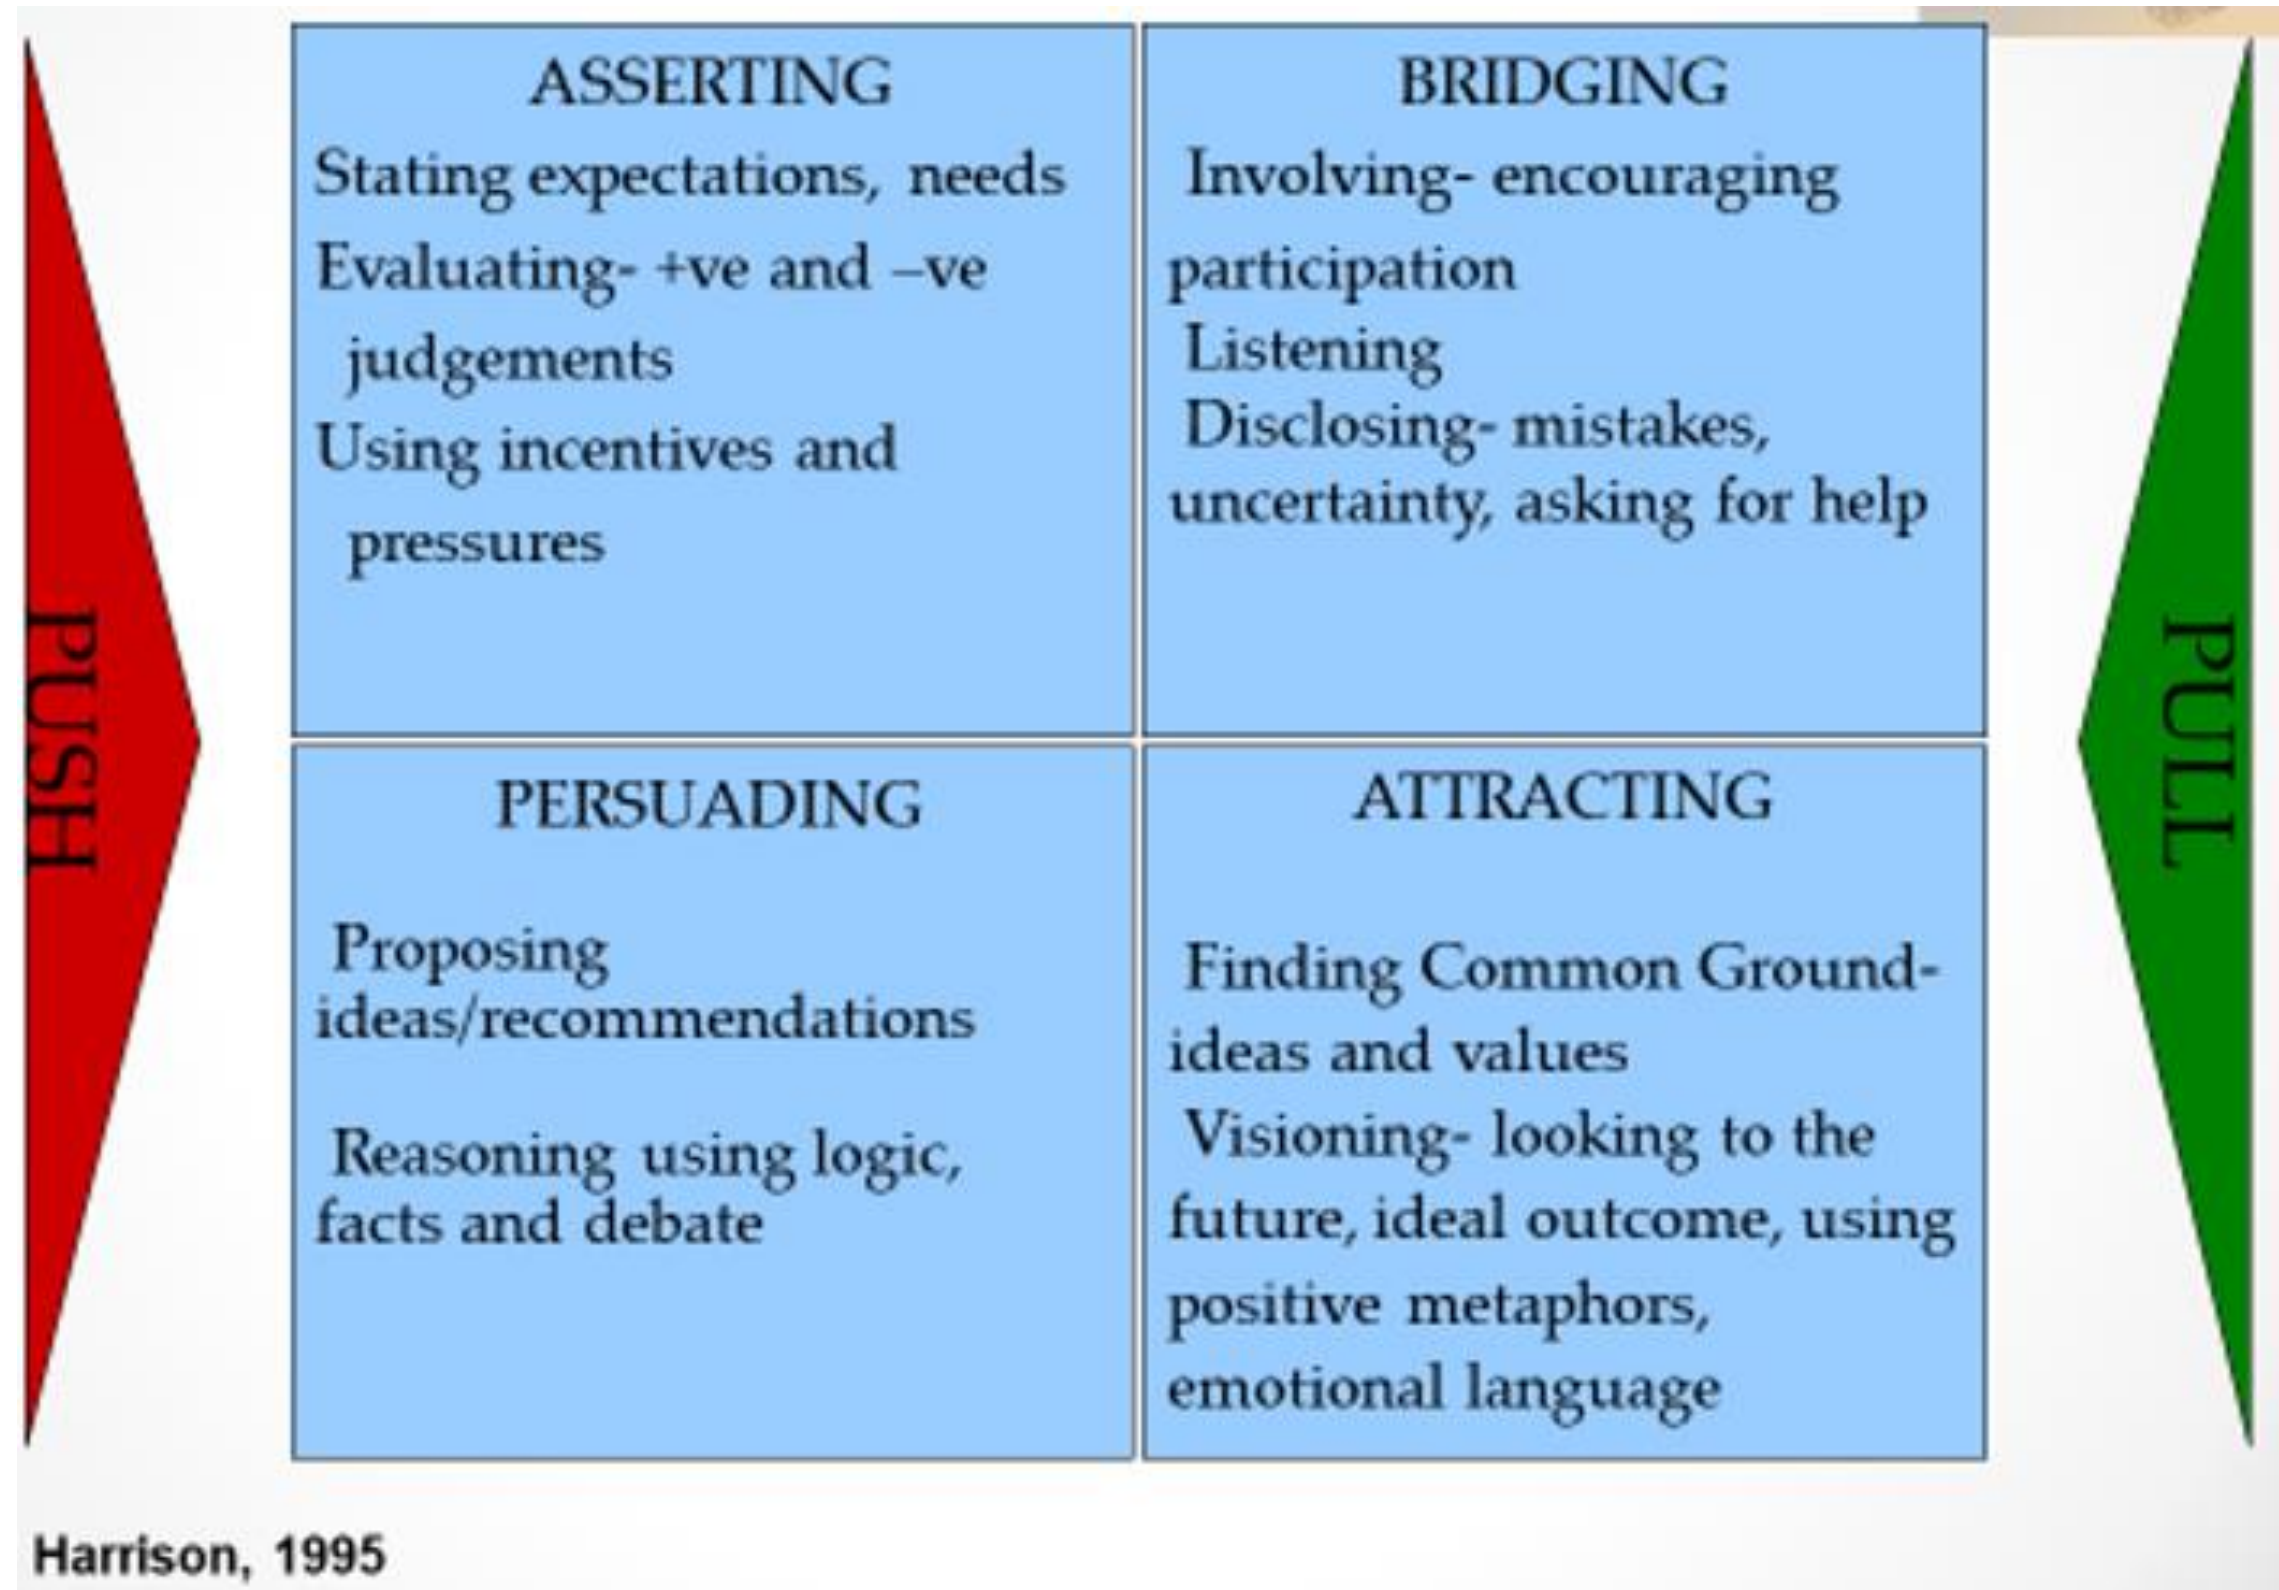 PUSH
ASSERTING
Stating expectations, needs
Evaluating- +ve and –ve
judgements
Using incentives and
pressures
BRIDGING
Involving- encouraging
participation
Listening
Disclosing- mistakes,
uncertainty, asking for help
PERSUADING
Proposing
ideas/recommendations
Reasoning using logic,
facts and debate
ATTRACTING
Finding Common Ground-
ideas and values
Visioning- looking to the
future, ideal outcome, using
positive metaphors,
emotional language
PULL
Harrison, 1995